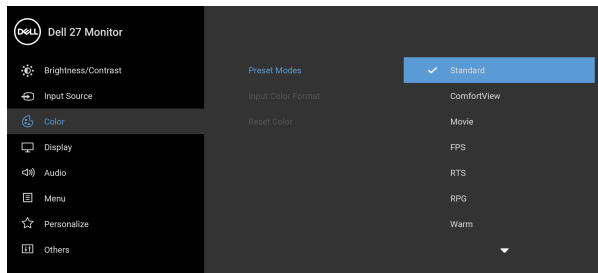 DELL Dell 27 Monitor
Brightness/Contrast Preset Modes Standard
Input Source Input Color Format ComfortView
Color Reset Color Movie
Display FPS
Audio RTS
Menu RPG
Personalize Warm
Others